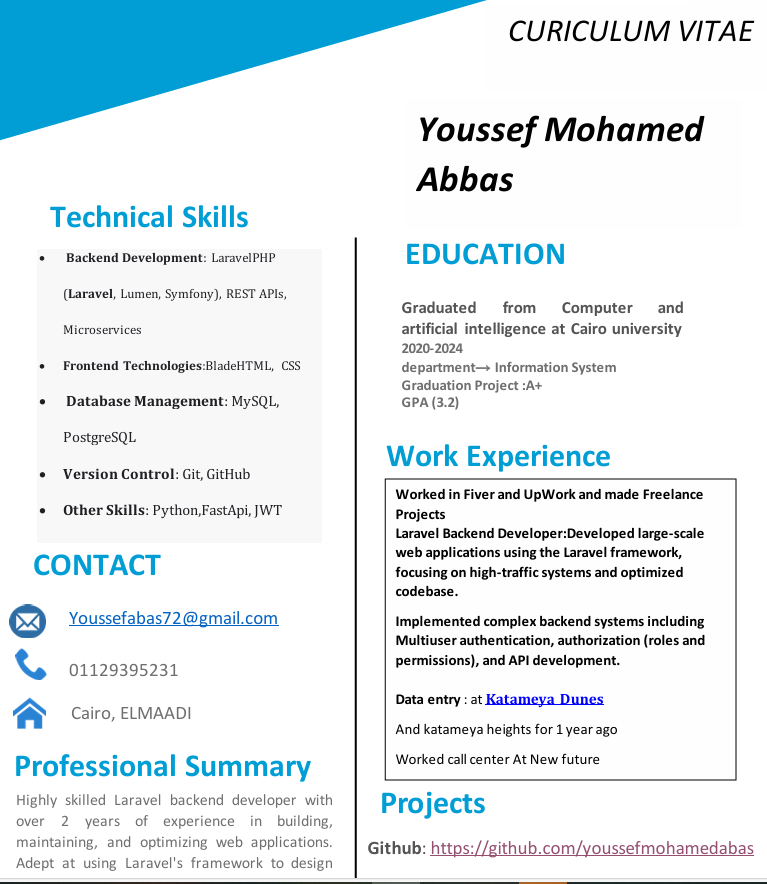 CURICULUM VITAE
Youssef Mohamed
Abbas
Technical Skills
• Backend Development: LaravelPHP
(Laravel, Lumen, Symfony), REST APIs,
Microservices
• Frontend Technologies:BladeHTML, CSS
• Database Management: MySQL,
PostgreSQL
• Version Control: Git, GitHub
• Other Skills: Python,FastApi, JWT
CONTACT
Youssefabas72@gmail.com
01129395231
Cairo, ELMAADI
Professional Summary
Highly skilled Laravel backend developer with
over 2 years of experience in building,
maintaining, and optimizing web applications.
Adept at using Laravel's framework to design
EDUCATION
Graduated from Computer and
artificial intelligence at Cairo university
2020-2024
department→ Information System
Graduation Project :A+
GPA (3.2)
Work Experience
Worked in Fiver and UpWork and made Freelance
Projects
Laravel Backend Developer:Developed large-scale
web applications using the Laravel framework,
focusing on high-traffic systems and optimized
codebase.
Implemented complex backend systems including
Multiuser authentication, authorization (roles and
permissions), and API development.
Data entry : at Katameya Dunes
And katameya heights for 1 year ago
Worked call center At New future
Projects
Github: https://github.com/youssefmohamedabas